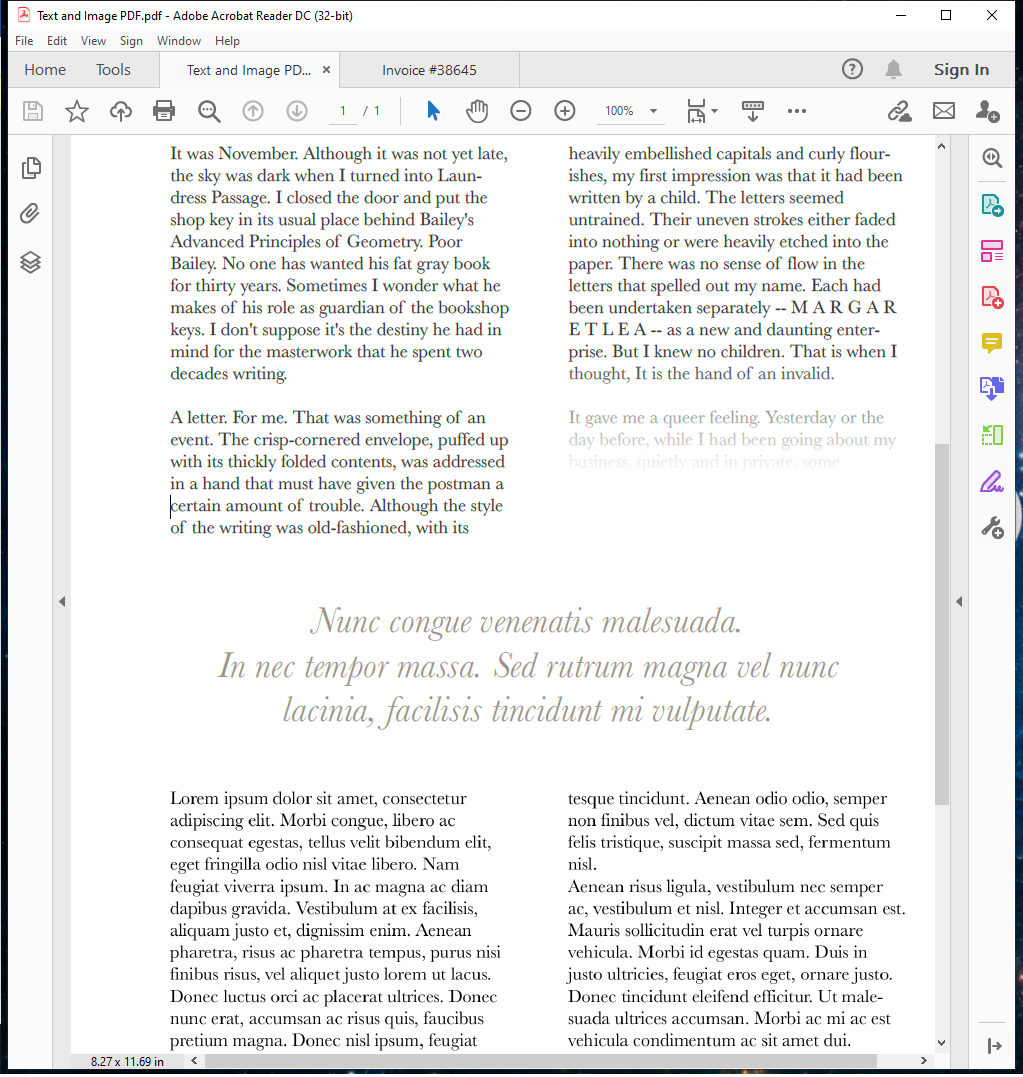 Text and Image PDF.pdf - Adobe Acrobat Reader DC (32-bit)
File Edit View Sign Window Help
Home Tools Text and Image PD... × Invoice #38645 Sign In
1 / 1 100%
It was November. Although it was not yet late,
the sky was dark when I turned into Laun-
dress Passage. I closed the door and put the
shop key in its usual place behind Bailey's
Advanced Principles of Geometry. Poor
Bailey. No one has wanted his fat gray book
for thirty years. Sometimes I wonder what he
makes of his role as guardian of the bookshop
keys. I don't suppose it's the destiny he had in
mind for the masterwork that he spent two
decades writing.
A letter. For me. That was something of an
event. The crisp-cornered envelope, puffed up
with its thickly folded contents, was addressed
in a hand that must have given the postman a
certain amount of trouble. Although the style
of the writing was old-fashioned, with its
heavily embellished capitals and curly flour-
ishes, my first impression was that it had been
written by a child. The letters seemed
untrained. Their uneven strokes either faded
into nothing or were heavily etched into the
paper. There was no sense of flow in the
letters that spelled out my name. Each had
been undertaken separately -- M A R G A R
E T L E A -- as a new and daunting enter-
prise. But I knew no children. That is when I
thought, It is the hand of an invalid.
It gave me a queer feeling. Yesterday or the
day before, while I had been going about my
business, quietly and in private, some
Nunc congue venenatis malesuada.
In nec tempor massa. Sed rutrum magna vel nunc
lacinia, facilisis tincidunt mi vulputate.
Lorem ipsum dolor sit amet, consectetur
adipiscing elit. Morbi congue, libero ac
consequat egestas, tellus velit bibendum elit,
eget fringilla odio nisl vitae libero. Nam
feugiat viverra ipsum. In ac magna ac diam
dapibus gravida. Vestibulum at ex facilisis,
aliquam justo et, dignissim enim. Aenean
pharetra, risus ac pharetra tempus, purus nisi
finibus risus, vel aliquet justo lorem ut lacus.
Donec luctus orci ac placerat ultrices. Donec
nunc erat, accumsan ac risus quis, faucibus
pretium magna. Donec nisl ipsum, feugiat
tesque tincidunt. Aenean odio odio, semper
non finibus vel, dictum vitae sem. Sed quis
felis tristique, suscipit massa sed, fermentum
nisl.
Aenean risus ligula, vestibulum nec semper
ac, vestibulum et nisl. Integer et accumsan est.
Mauris sollicitudin erat vel turpis ornare
vehicula. Morbi id egestas quam. Duis in
justo ultricies, feugiat eros eget, ornare justo.
Donec tincidunt eleifend efficitur. Ut male-
suada ultrices accumsan. Morbi ac mi ac est
vehicula condimentum ac sit amet dui.
8.27 x 11.69 in